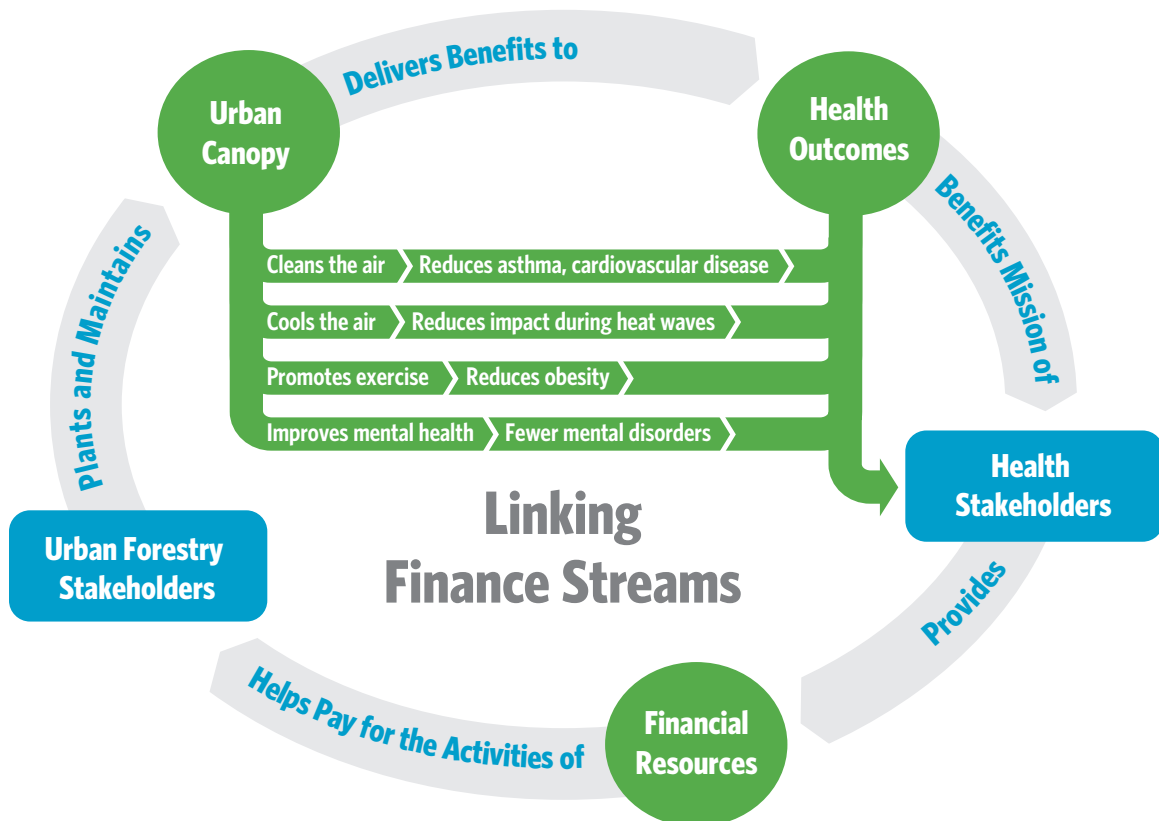 Delivers Benefits to
Urban
Canopy
Health
Outcomes
Benefits Mission of
Plants and Maintains
Cleans the air
Reduces asthma, cardiovascular disease
Cools the air
Reduces impact during heat waves
Promotes exercise
Reduces obesity
Improves mental health
Fewer mental disorders
Health
Stakeholders
Linking
Finance Streams
Urban Forestry
Stakeholders
Provides
Helps Pay for the Activities of
Financial
Resources